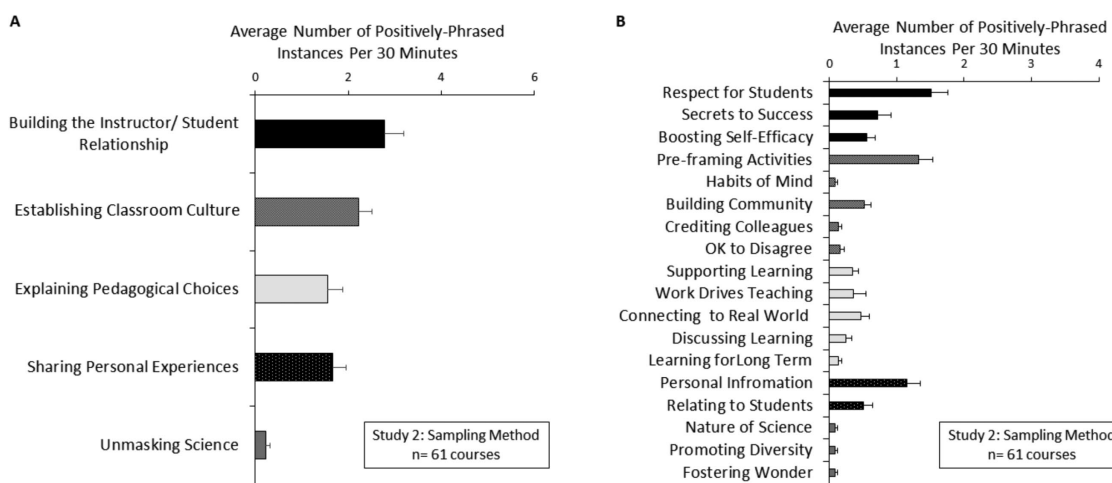 A
Average Number of Positively-Phrased
Instances Per 30 Minutes
0 2 4 6
Building the Instructor/ Student
Relationship
Establishing Classroom Culture
Explaining Pedagogical Choices
Sharing Personal Experiences
Unmasking Science
Study 2: Sampling Method
n= 61 courses
B
Average Number of Positively-Phrased
Instances Per 30 Minutes
0 1 2 3 4
Respect for Students
Secrets to Success
Boosting Self-Efficacy
Pre-framing Activities
Habits of Mind
Building Community
Crediting Colleagues
OK to Disagree
Supporting Learning
Work Drives Teaching
Connecting to Real World
Discussing Learning
Learning forLong Term
Personal Infromation
Relating to Students
Nature of Science
Promoting Diversity
Fostering Wonder
Study 2: Sampling Method
n= 61 courses